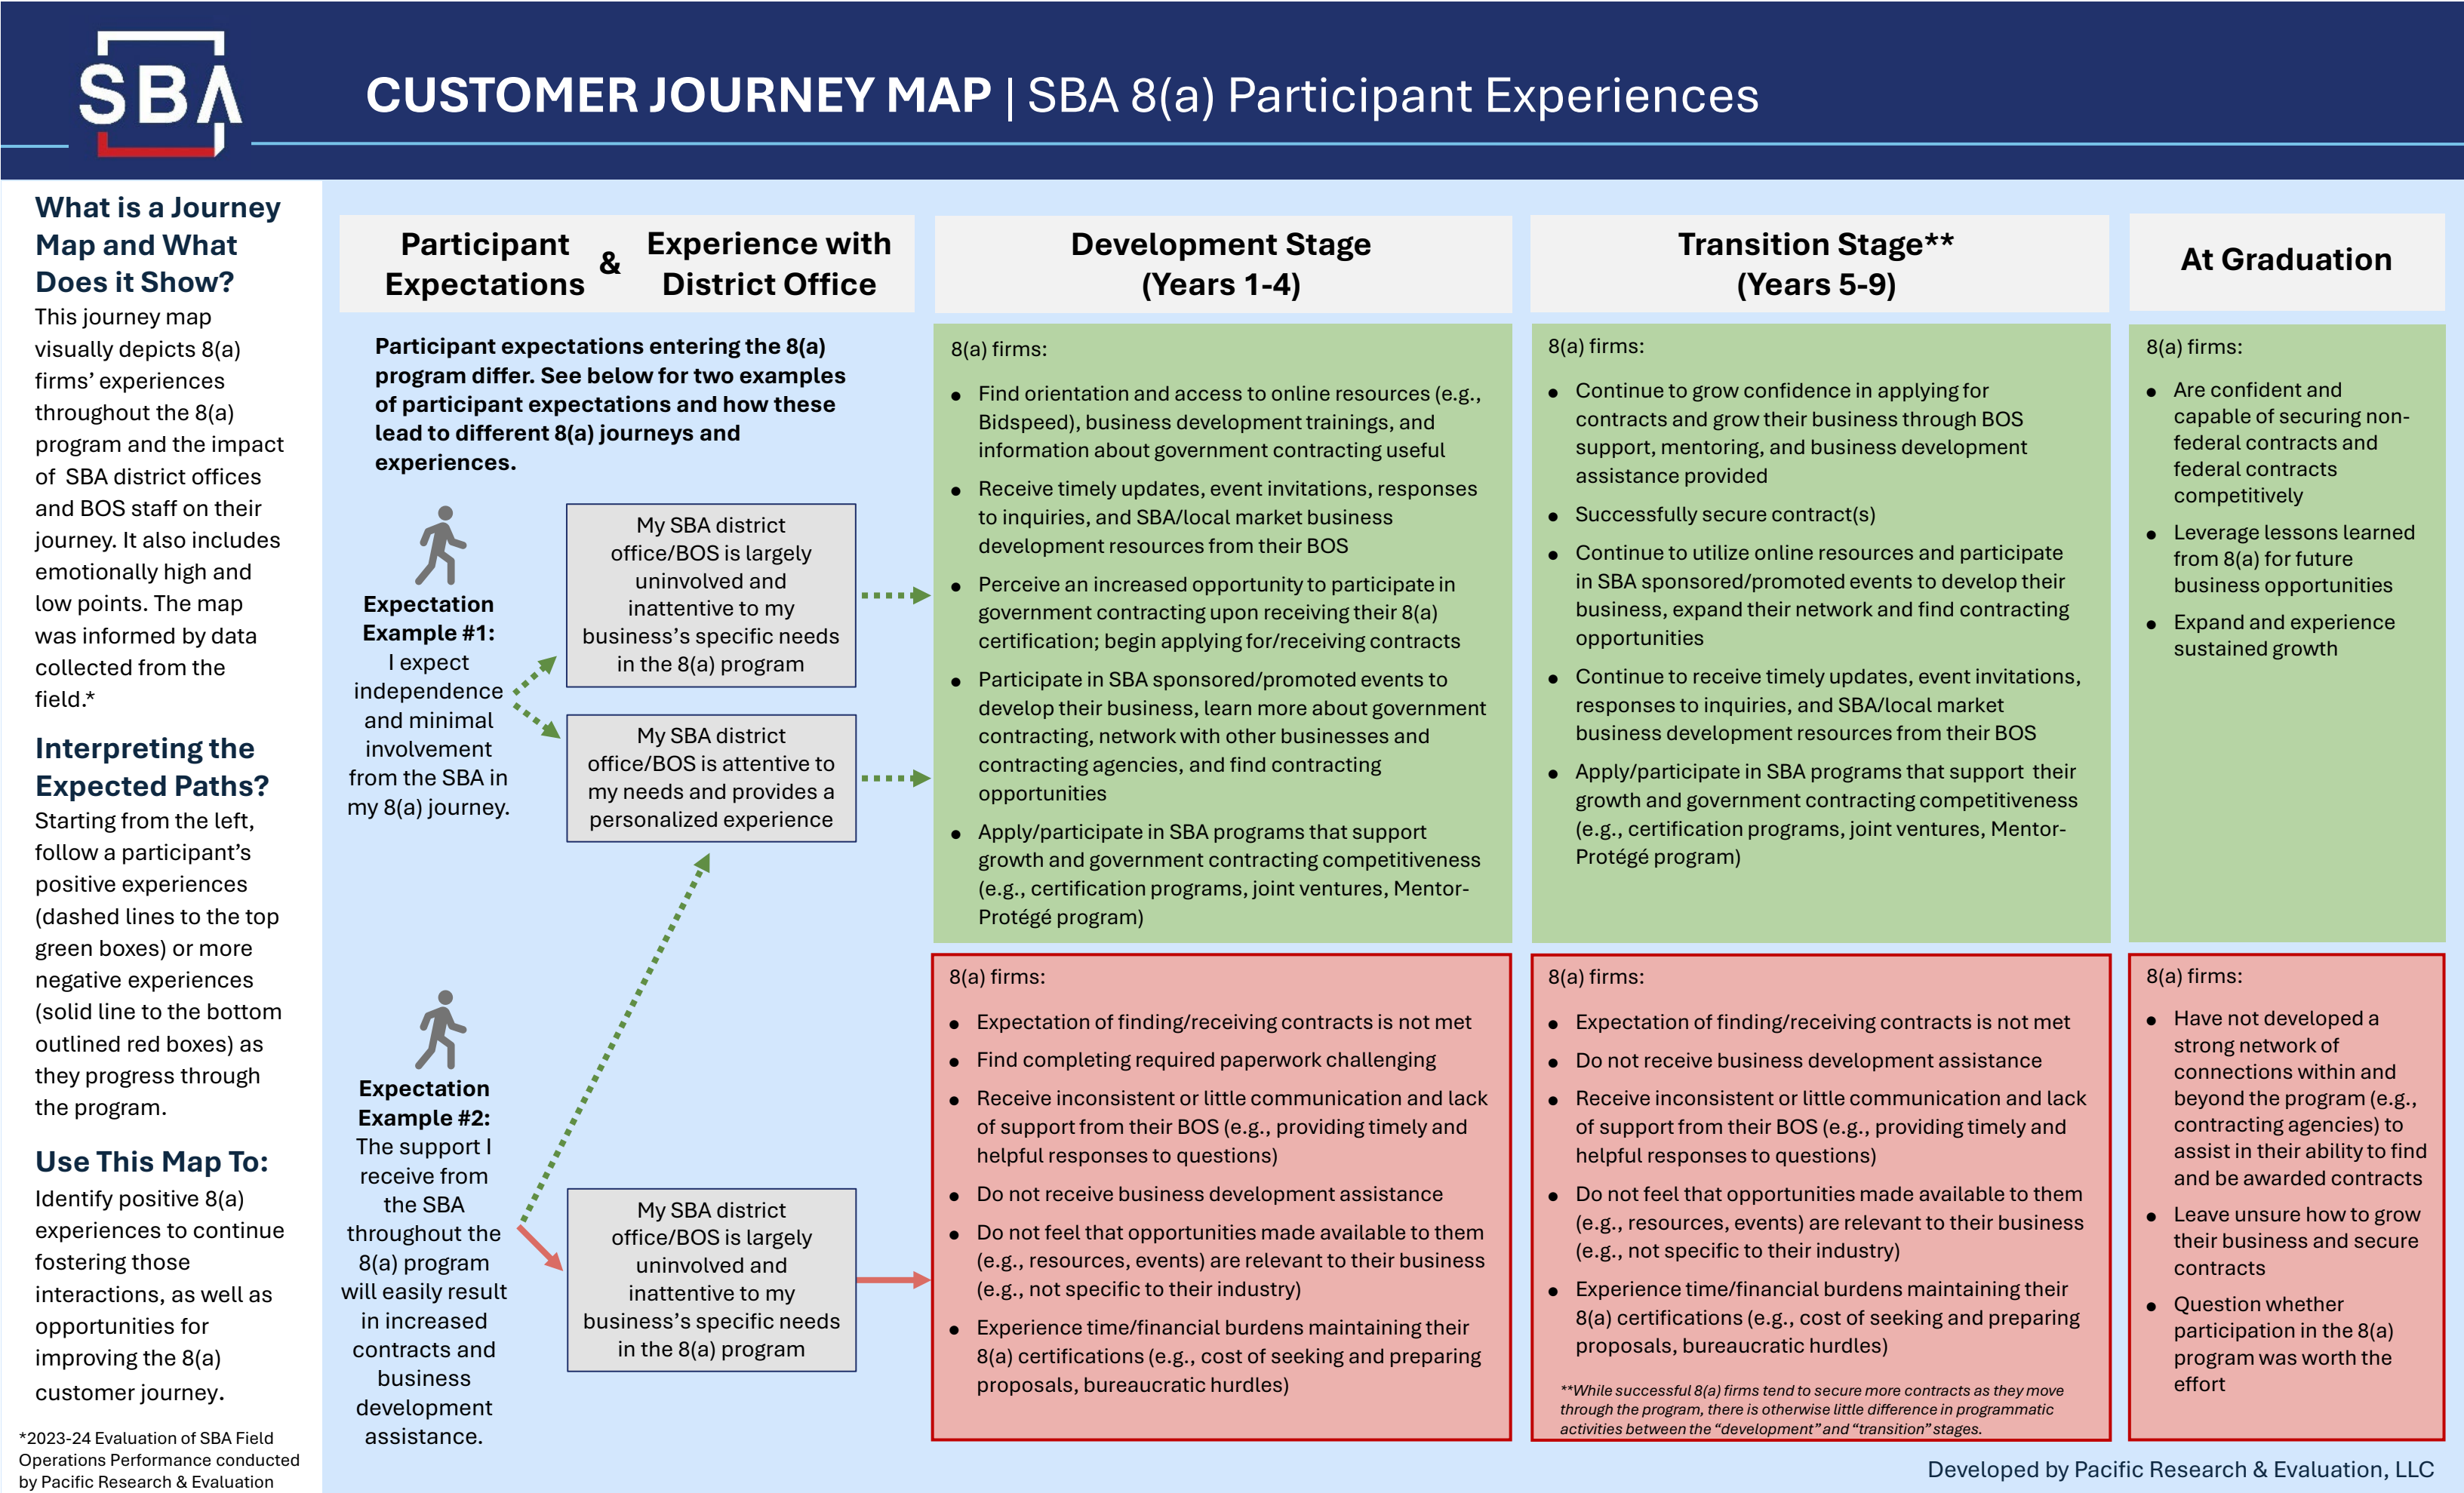 SBA
CUSTOMER JOURNEY MAP | SBA 8(a) Participant Experiences
What is a Journey
Map and What
Does it Show?
This journey map
visually depicts 8(a)
firms’ experiences
throughout the 8(a)
program and the impact
of SBA district offices
and BOS staff on their
journey. It also includes
emotionally high and
low points. The map
was informed by data
collected from the
field.*
Interpreting the
Expected Paths?
Starting from the left,
follow a participant’s
positive experiences
(dashed lines to the top
green boxes) or more
negative experiences
(solid line to the bottom
outlined red boxes) as
they progress through
the program.
Use This Map To:
Identify positive 8(a)
experiences to continue
fostering those
interactions, as well as
opportunities for
improving the 8(a)
customer journey.
*2023-24 Evaluation of SBA Field
Operations Performance conducted
by Pacific Research & Evaluation
Participant
Expectations
&
Experience with
District Office
Participant expectations entering the 8(a)
program differ. See below for two examples
of participant expectations and how these
lead to different 8(a) journeys and
experiences.
Expectation
Example #1:
I expect
independence
and minimal
involvement
from the SBA in
my 8(a) journey.
My SBA district
office/BOS is largely
uninvolved and
inattentive to my
business’s specific needs
in the 8(a) program
My SBA district
office/BOS is attentive to
my needs and provides a
personalized experience
Expectation
Example #2:
The support I
receive from
the SBA
throughout the
8(a) program
will easily result
in increased
contracts and
business
development
assistance.
My SBA district
office/BOS is largely
uninvolved and
inattentive to my
business’s specific needs
in the 8(a) program
Development Stage
(Years 1-4)
8(a) firms:
● Find orientation and access to online resources (e.g.,
Bidspeed), business development trainings, and
information about government contracting useful
● Receive timely updates, event invitations, responses
to inquiries, and SBA/local market business
development resources from their BOS
● Perceive an increased opportunity to participate in
government contracting upon receiving their 8(a)
certification; begin applying for/receiving contracts
● Participate in SBA sponsored/promoted events to
develop their business, learn more about government
contracting, network with other businesses and
contracting agencies, and find contracting
opportunities
● Apply/participate in SBA programs that support
growth and government contracting competitiveness
(e.g., certification programs, joint ventures, Mentor-
Protégé program)
8(a) firms:
● Expectation of finding/receiving contracts is not met
● Find completing required paperwork challenging
● Receive inconsistent or little communication and lack
of support from their BOS (e.g., providing timely and
helpful responses to questions)
● Do not receive business development assistance
● Do not feel that opportunities made available to them
(e.g., resources, events) are relevant to their business
(e.g., not specific to their industry)
● Experience time/financial burdens maintaining their
8(a) certifications (e.g., cost of seeking and preparing
proposals, bureaucratic hurdles)
Transition Stage**
(Years 5-9)
8(a) firms:
● Continue to grow confidence in applying for
contracts and grow their business through BOS
support, mentoring, and business development
assistance provided
● Successfully secure contract(s)
● Continue to utilize online resources and participate
in SBA sponsored/promoted events to develop their
business, expand their network and find contracting
opportunities
● Continue to receive timely updates, event invitations,
responses to inquiries, and SBA/local market
business development resources from their BOS
● Apply/participate in SBA programs that support their
growth and government contracting competitiveness
(e.g., certification programs, joint ventures, Mentor-
Protégé program)
8(a) firms:
● Expectation of finding/receiving contracts is not met
● Do not receive business development assistance
● Receive inconsistent or little communication and lack
of support from their BOS (e.g., providing timely and
helpful responses to questions)
● Do not feel that opportunities made available to them
(e.g., resources, events) are relevant to their business
(e.g., not specific to their industry)
● Experience time/financial burdens maintaining their
8(a) certifications (e.g., cost of seeking and preparing
proposals, bureaucratic hurdles)
**While successful 8(a) firms tend to secure more contracts as they move
through the program, there is otherwise little difference in programmatic
activities between the “development” and “transition” stages.
At Graduation
8(a) firms:
● Are confident and
capable of securing non-
federal contracts and
federal contracts
competitively
● Leverage lessons learned
from 8(a) for future
business opportunities
● Expand and experience
sustained growth
8(a) firms:
● Have not developed a
strong network of
connections within and
beyond the program (e.g.,
contracting agencies) to
assist in their ability to find
and be awarded contracts
● Leave unsure how to grow
their business and secure
contracts
● Question whether
participation in the 8(a)
program was worth the
effort
Developed by Pacific Research & Evaluation, LLC